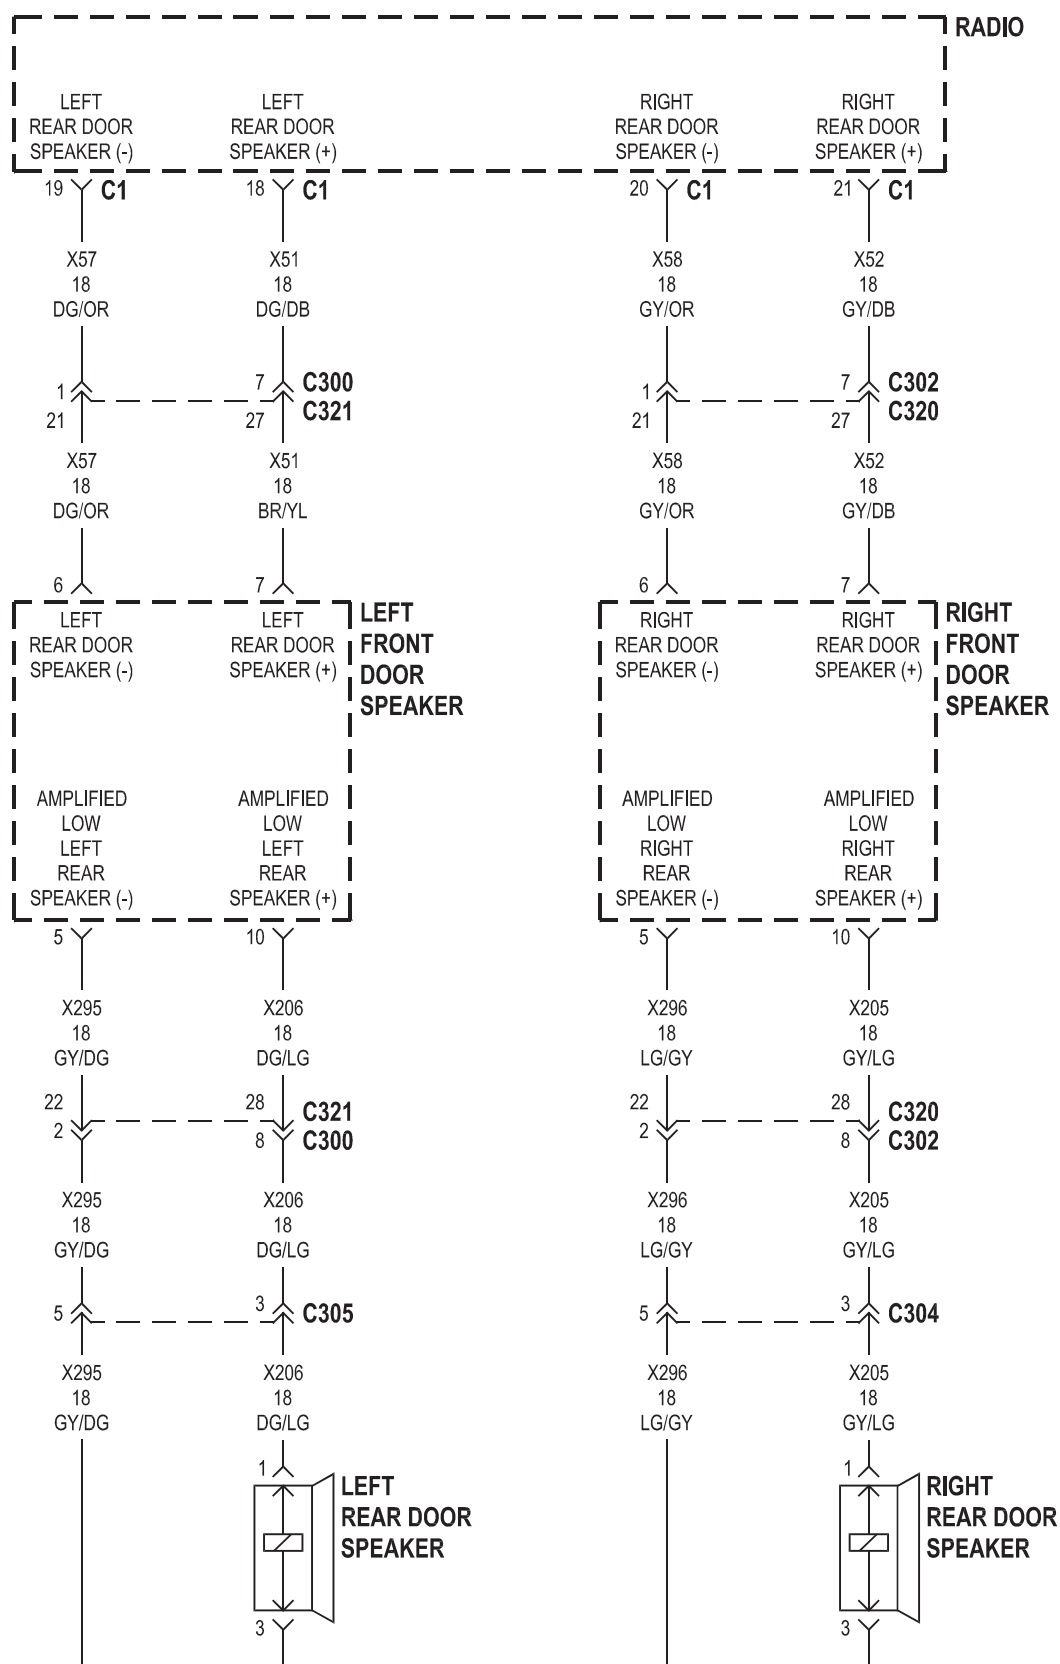 RADIO
LEFT LEFT RIGHT RIGHT
REAR DOOR REAR DOOR REAR DOOR REAR DOOR
SPEAKER (-) SPEAKER (+) SPEAKER (-) SPEAKER (+)
19 C1 18 C1 20 C1 21 C1
X57 X51 X58 X52
18 18 18 18
DG/OR DG/DB GY/OR GY/DB
1 7 C300 1 7 C302
21 27 C321 21 27 C320
X57 X51 X58 X52
18 18 18 18
DG/OR BR/YL GY/OR GY/DB
6 7 6 7
LEFT LEFT LEFT RIGHT RIGHT RIGHT
REAR DOOR REAR DOOR FRONT REAR DOOR REAR DOOR FRONT
SPEAKER (-) SPEAKER (+) DOOR SPEAKER (-) SPEAKER (+) DOOR
SPEAKER SPEAKER
AMPLIFIED AMPLIFIED AMPLIFIED AMPLIFIED
LOW LOW LOW LOW
LEFT LEFT RIGHT RIGHT
REAR REAR REAR REAR
SPEAKER (-) SPEAKER (+) SPEAKER (-) SPEAKER (+)
5 10 5 10
X295 X206 X296 X205
18 18 18 18
GY/DG DG/LG LG/GY GY/LG
22 28 C321 22 28 C320
2 8 C300 2 8 C302
X295 X206 X296 X205
18 18 18 18
GY/DG DG/LG LG/GY GY/LG
5 3 C305 5 3 C304
X295 X206 X296 X205
18 18 18 18
GY/DG DG/LG LG/GY GY/LG
1 LEFT 1 RIGHT
REAR DOOR REAR DOOR
SPEAKER SPEAKER
3 3